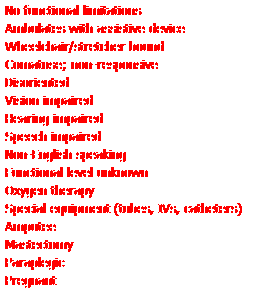 No functional limitations
Ambulates with assistive device
Wheelchair/stretcher bound
Comatose; non-responsive
Disoriented
Vision impaired
Hearing impaired
Speech impaired
Non-English speaking
Functional level unknown
Oxygen therapy
Special equipment (tubes, IVs, catheters)
Amputee
Mastectomy
Paraplegic
Pregnant